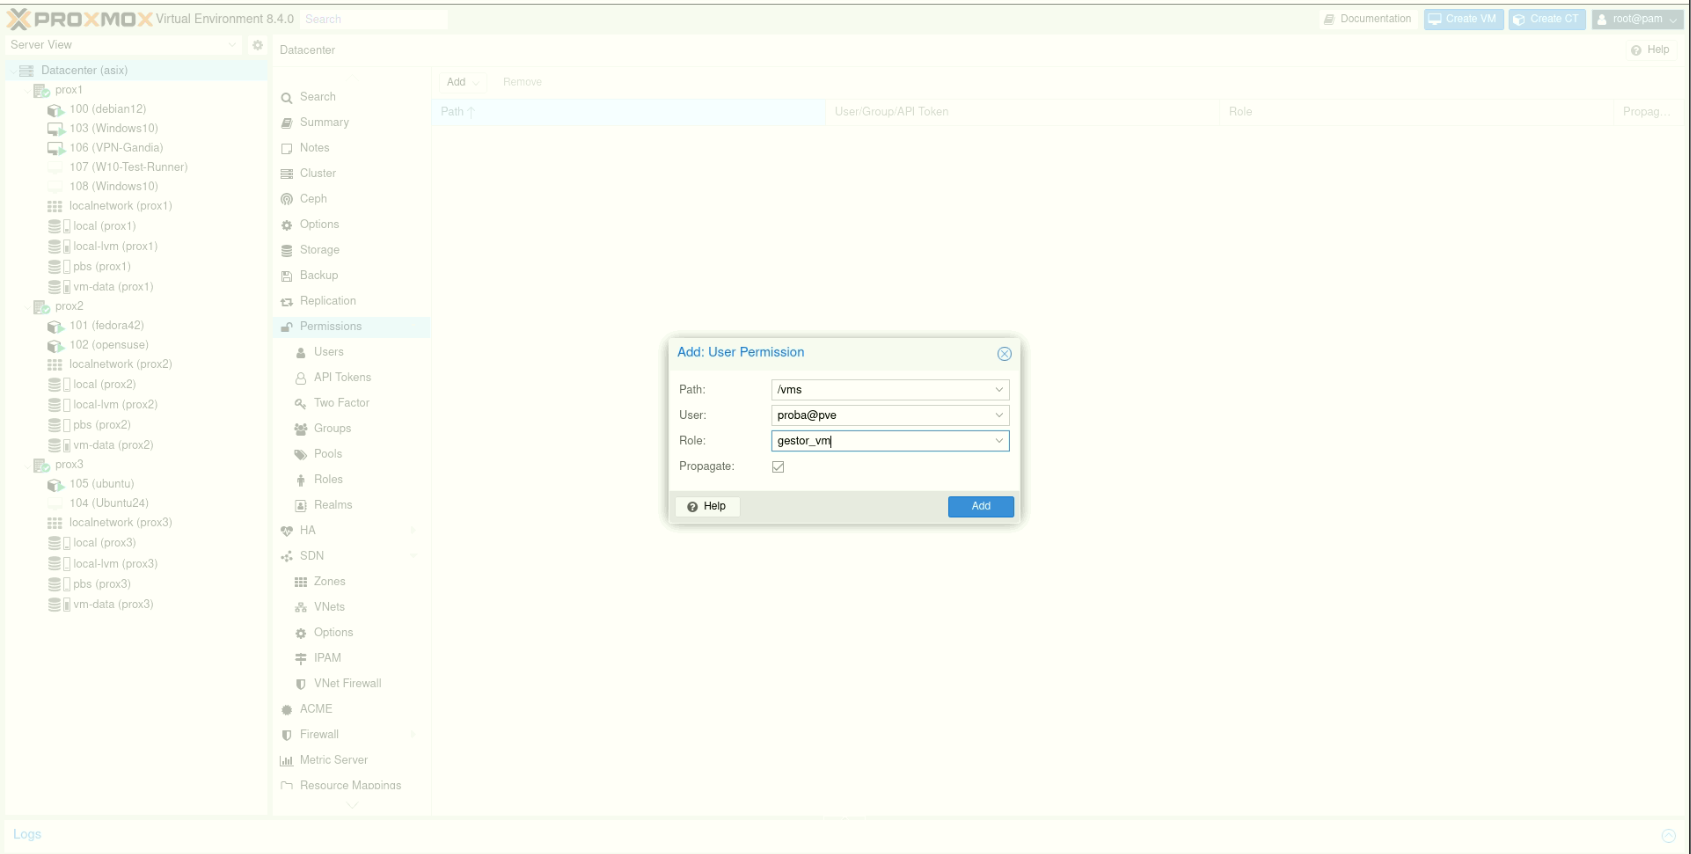 PROXMOX Virtual Environment 8.4.0 Search Documentation Create VM Create CT root@pam
Server View
Datacenter Help
Datacenter (asix)
prox1
100 (debian12)
103 (Windows10)
106 (VPN-Gandia)
107 (W10-Test-Runner)
108 (Windows10)
localnetwork (prox1)
local (prox1)
local-lvm (prox1)
pbs (prox1)
vm-data (prox1)
prox2
101 (fedora42)
102 (opensuse)
localnetwork (prox2)
local (prox2)
local-lvm (prox2)
pbs (prox2)
vm-data (prox2)
prox3
105 (ubuntu)
104 (Ubuntu24)
localnetwork (prox3)
local (prox3)
local-lvm (prox3)
pbs (prox3)
vm-data (prox3)
Search
Summary
Notes
Cluster
Ceph
Options
Storage
Backup
Replication
Permissions
Users
API Tokens
Two Factor
Groups
Pools
Roles
Realms
HA
SDN
Zones
VNets
Options
IPAM
VNet Firewall
ACME
Firewall
Metric Server
Resource Mappings
Add Remove
Path User/Group/API Token Role Propag...
Add: User Permission
Path: /vms
User: proba@pve
Role: gestor_vm
Propagate:
Help Add
Logs